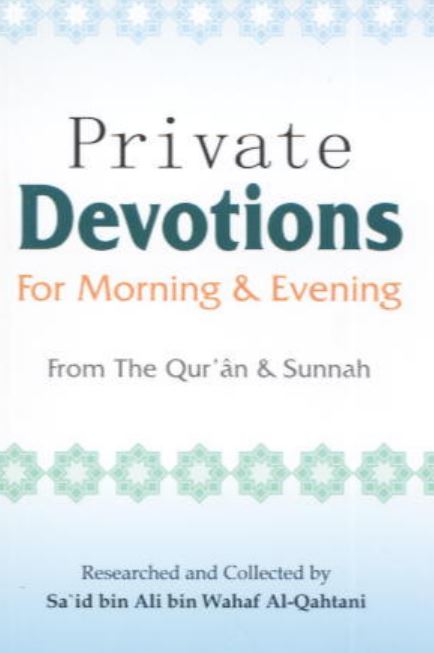 Private
Devotions
For Morning & Evening
From The Qur'ân & Sunnah
Researched and Collected by
Sa`id bin Ali bin Wahaf Al-Qahtani